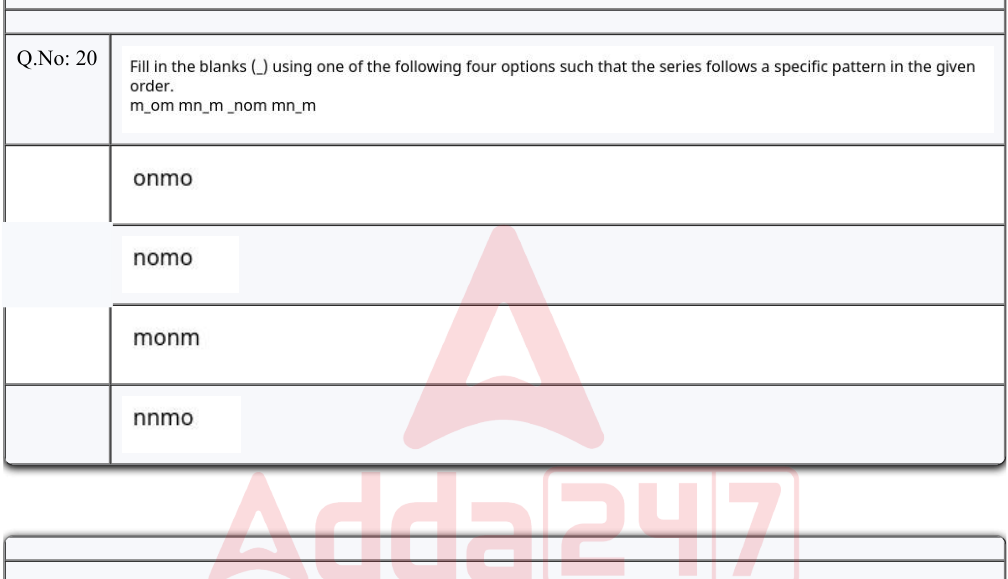 Q.No: 20
Fill in the blanks (_) using one of the following four options such that the series follows a specific pattern in the given
order.
m_om mn_m _nom mn_m
onmo
nomo
monm
nnmo
Adda247